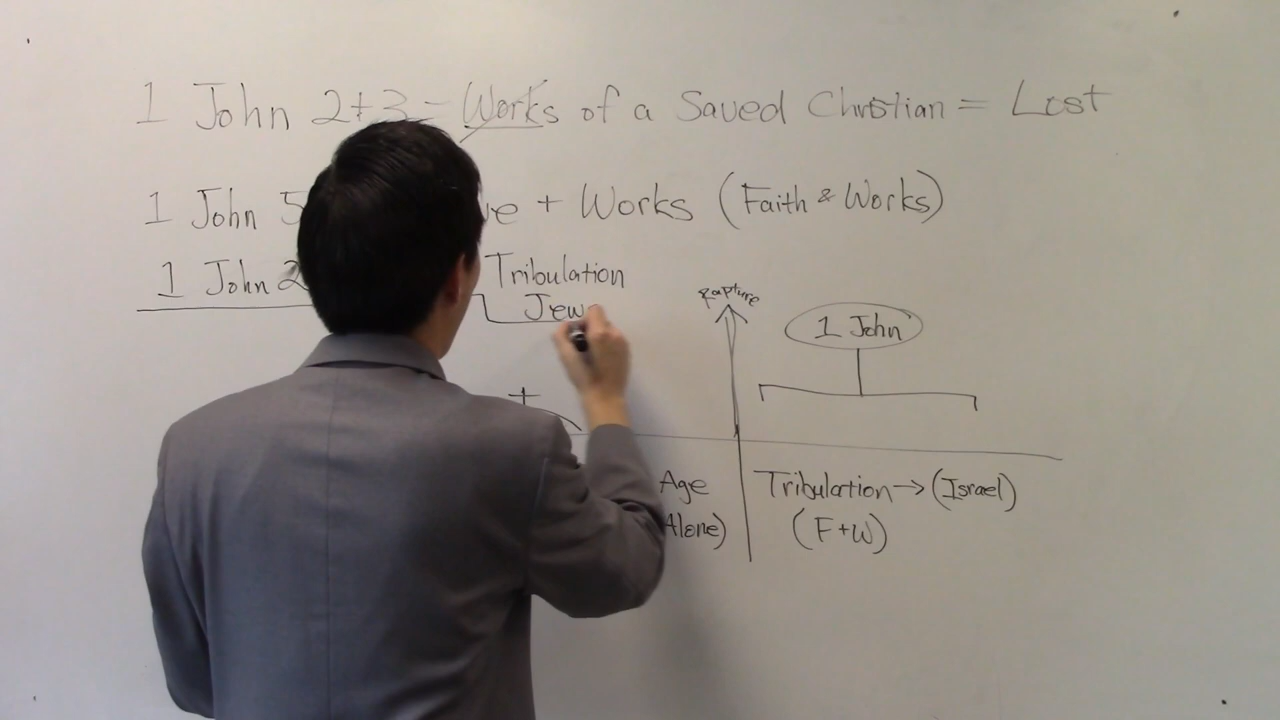 1 John 2+3 = Works of a Saved Christian = Lost
1 John 5 + Works (Faith & Works)
1 John 2 Tribulation
Jew
Rapture
1 John
Age
Alone)
Tribulation → (Israel)
(F+W)